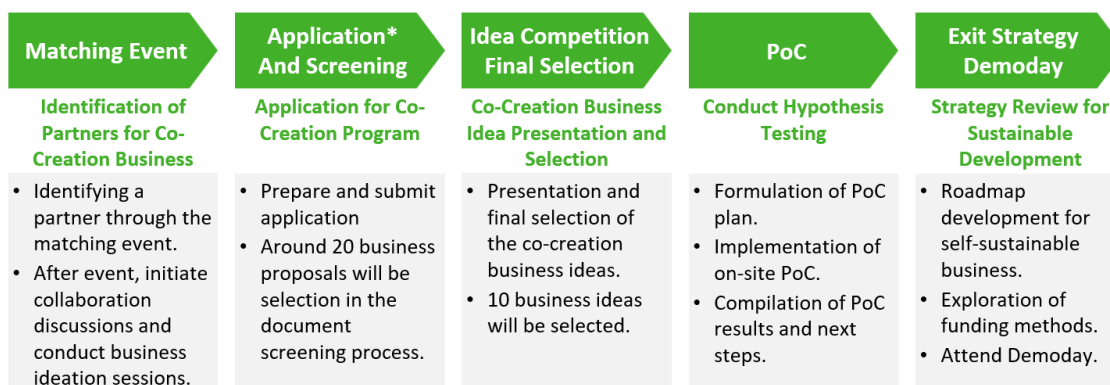 Matching Event
Identification of
Partners for Co-
Creation Business
• Identifying a
partner through the
matching event.
• After event, initiate
collaboration
discussions and
conduct business
ideation sessions.
Application*
And Screening
Application for Co-
Creation Program
• Prepare and submit
application
• Around 20 business
proposals will be
selection in the
document
screening process.
Idea Competition
Final Selection
Co-Creation Business
Idea Presentation and
Selection
• Presentation and
final selection of
the co-creation
business ideas.
• 10 business ideas
will be selected.
PoC
Conduct Hypothesis
Testing
• Formulation of PoC
plan.
• Implementation of
on-site PoC.
• Compilation of PoC
results and next
steps.
Exit Strategy
Demoday
Strategy Review for
Sustainable
Development
• Roadmap
development for
self-sustainable
business.
• Exploration of
funding methods.
• Attend Demoday.